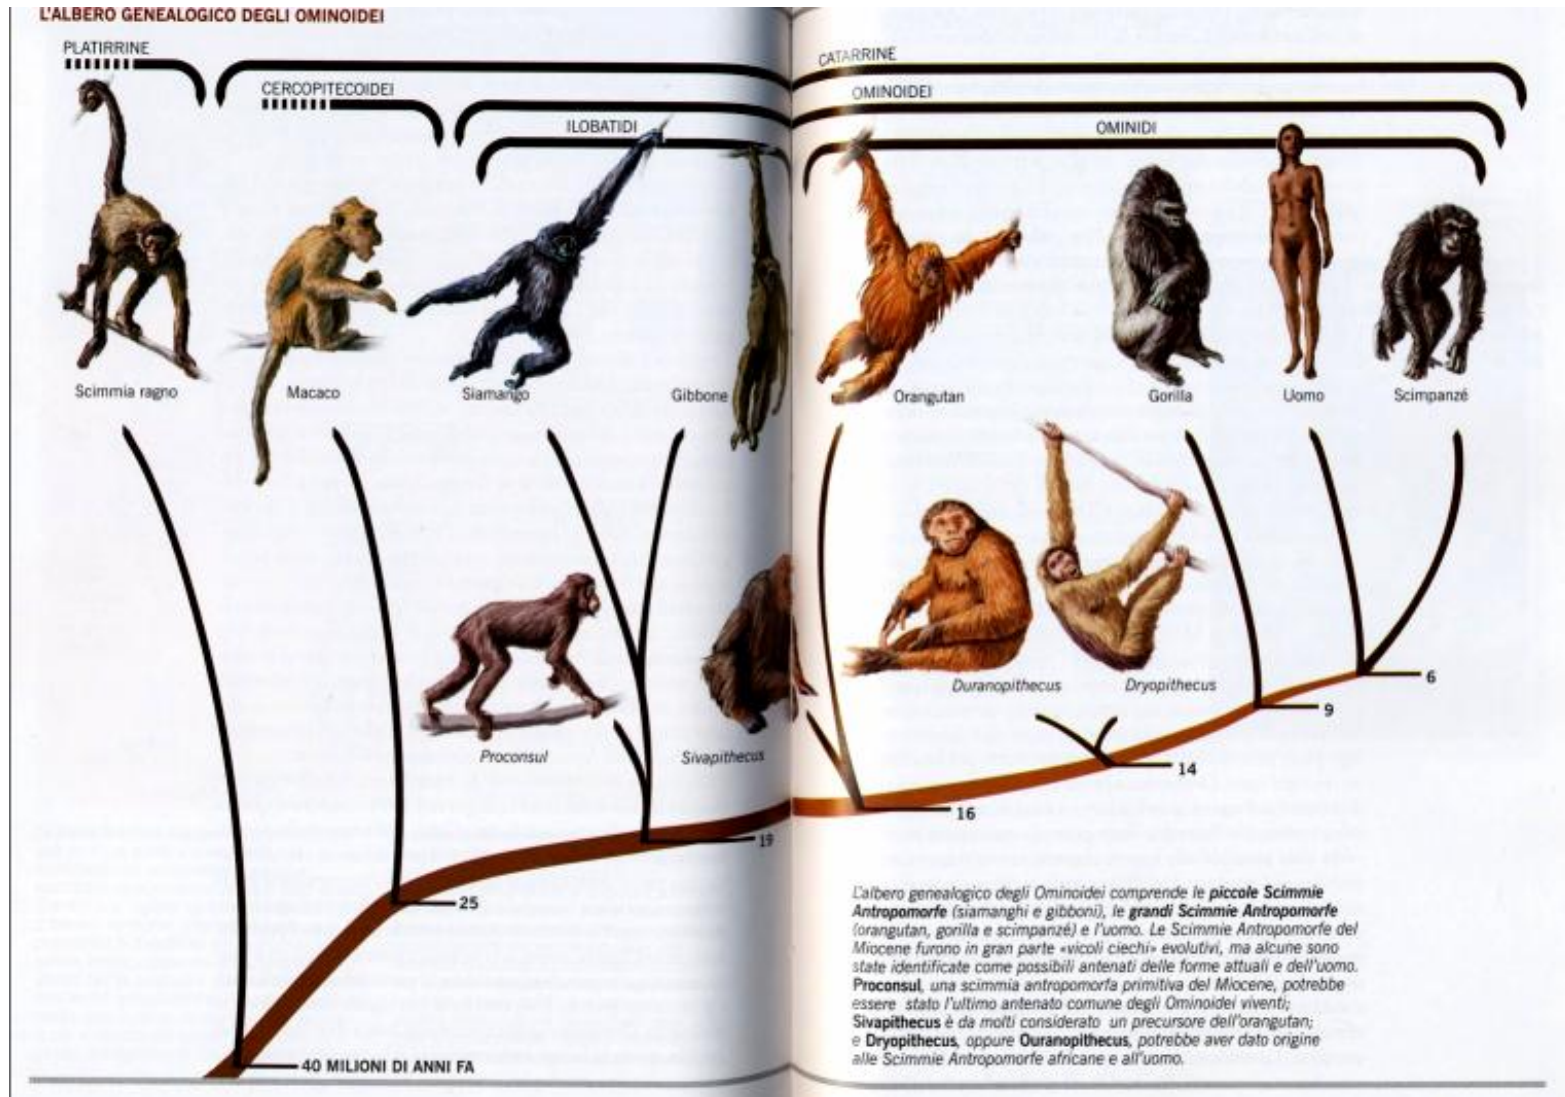 L'ALBERO GENEALOGICO DEGLI OMINOIDEI
PLATIRRINE
CATARRINE
CERCOPITECOIDEI
OMINOIDEI
ILOBATIDI
OMINIDI
Scimmia ragno
Macaco
Siamango
Gibbone
Orangutan
Gorilla
Uomo
Scimpanzé
Proconsul
Sivapithecus
Duranopithecus
Dryopithecus
6
9
14
16
19
25
40 MILIONI DI ANNI FA
L'albero genealogico degli Ominoidei comprende le piccole Scimmie
Antropomorfe (siamanghi e gibboni), le grandi Scimmie Antropomorfe
(orangutan, gorilla e scimpanzé) e l'uomo. Le Scimmie Antropomorfe del
Miocene furono in gran parte «vicoli ciechi» evolutivi, ma alcune sono
state identificate come possibili antenati delle forme attuali e dell'uomo.
Proconsul, una scimmia antropomorfa primitiva del Miocene, potrebbe
essere stato l'ultimo antenato comune degli Ominoidei viventi;
Sivapithecus è da molti considerato un precursore dell'orangutan;
e Dryopithecus, oppure Ouranopithecus, potrebbe aver dato origine
alle Scimmie Antropomorfe africane e all'uomo.